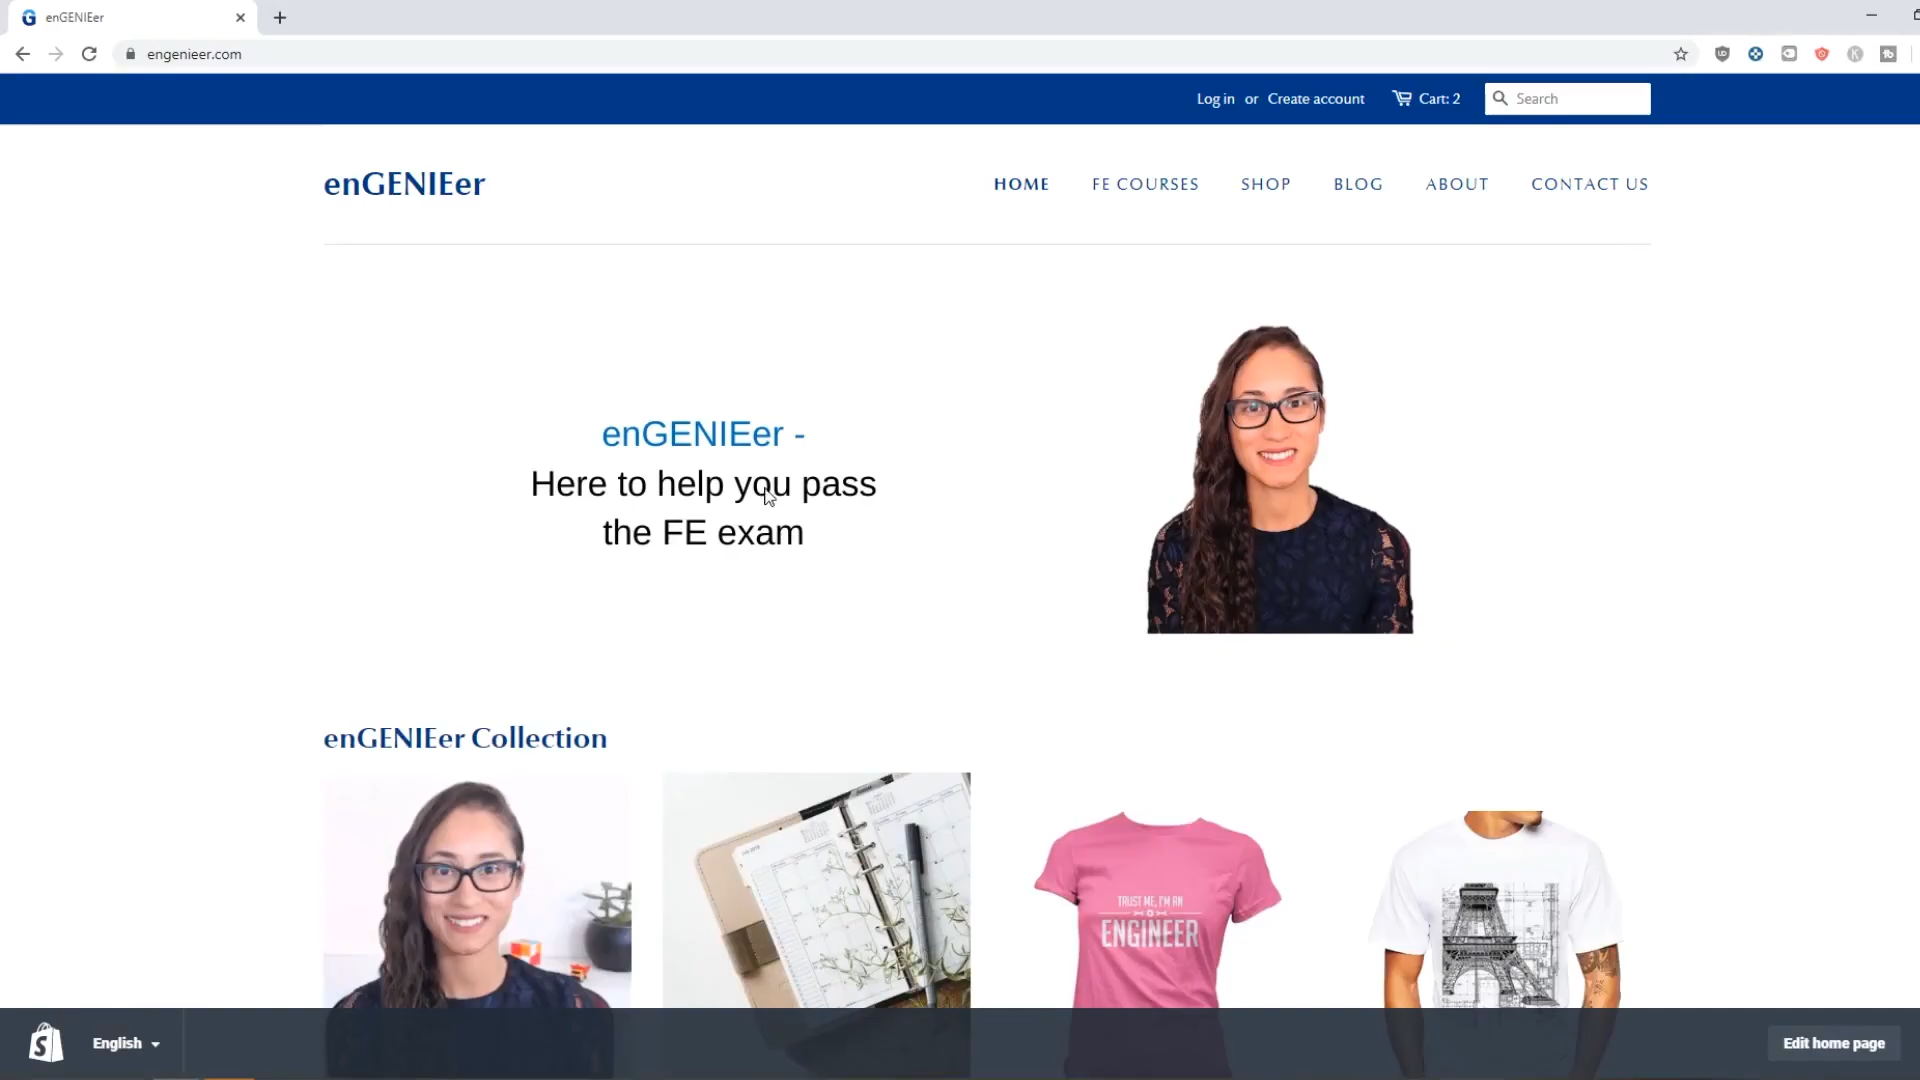 enGENIEer
engenieer.com
Log in or Create account Cart: 2 Search
enGENIEer
HOME FE COURSES SHOP BLOG ABOUT CONTACT US
enGENIEer -
Here to help you pass
the FE exam
enGENIEer Collection
TRUST ME, I'M AN
ENGINEER
English
Edit home page